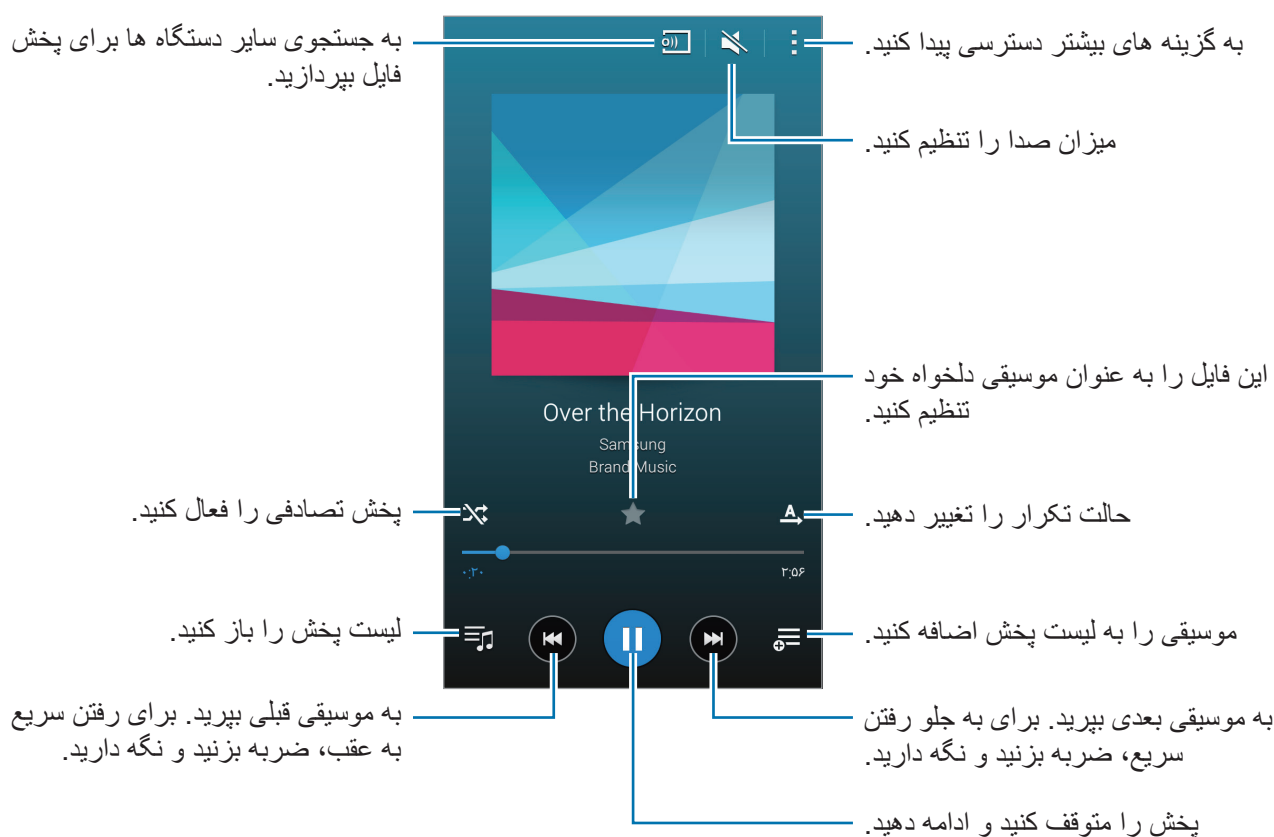 به جستجوی سایر دستگاه ها برای پخش
فایل بپردازید.
به گزینه های بیشتر دسترسی پیدا کنید.
میزان صدا را تنظیم کنید.
این فایل را به عنوان موسیقی دلخواه خود
تنظیم کنید.
Over the Horizon
Samsung
Brand Music
پخش تصادفی را فعال کنید.
A
حالت تکرار را تغییر دهید.
۰:۳۰
۳:۵۶
لیست پخش را باز کنید.
موسیقی را به لیست پخش اضافه کنید.
به موسیقی قبلی بپرید. برای رفتن سریع
به عقب، ضربه بزنید و نگه دارید.
به موسیقی بعدی بپرید. برای به جلو رفتن
سریع، ضربه بزنید و نگه دارید.
پخش را متوقف کنید و ادامه دهید.